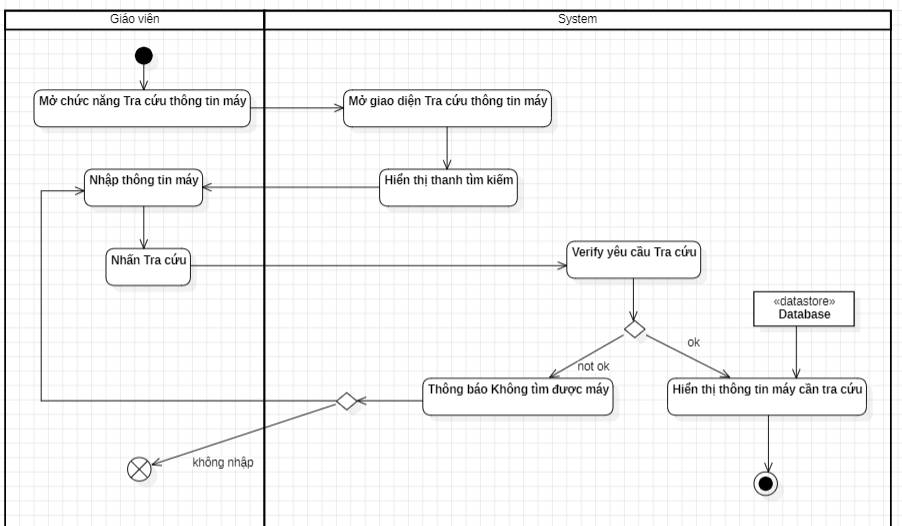 Giáo viên
System
Mở chức năng Tra cứu thông tin máy
Mở giao diện Tra cứu thông tin máy
Nhập thông tin máy
Hiển thị thanh tìm kiếm
Nhấn Tra cứu
Verify yêu cầu Tra cứu
«datastore»
Database
ok
not ok
Thông báo Không tìm được máy
Hiển thị thông tin máy cần tra cứu
không nhập